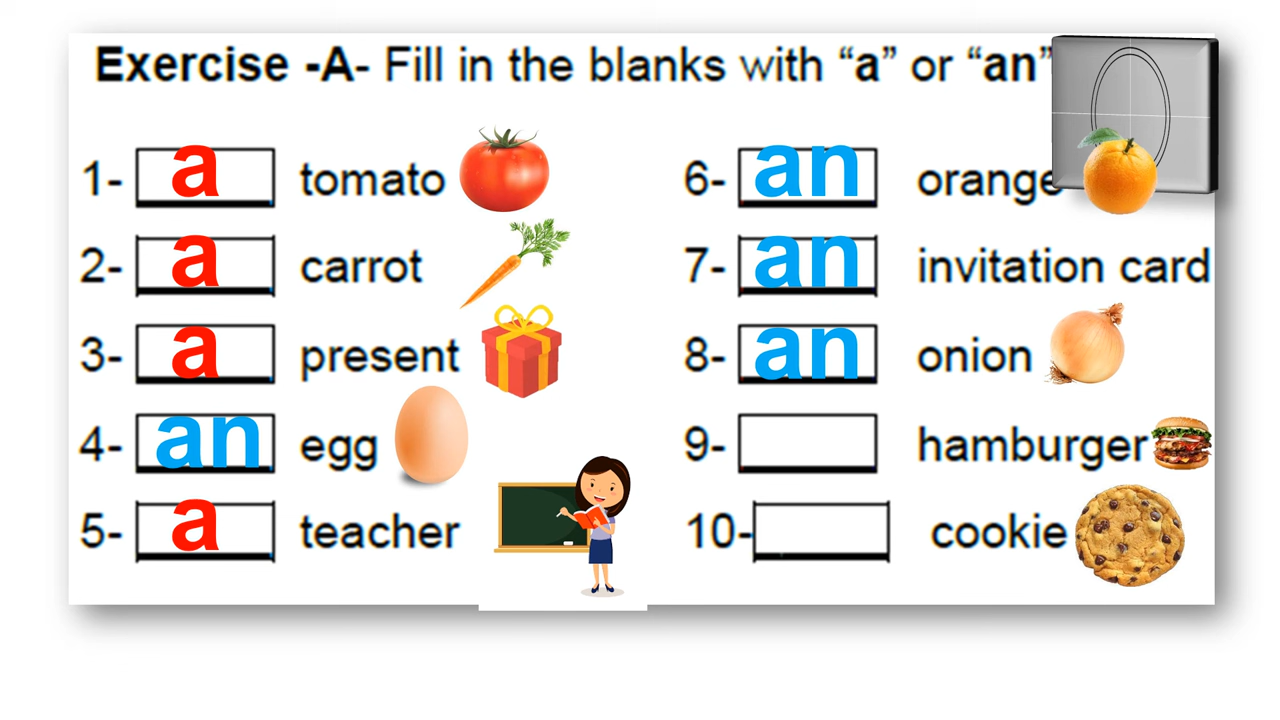 Exercise -A- Fill in the blanks with “a” or “an”
1- a tomato
2- a carrot
3- a present
4- an egg
5- a teacher
6- an orange
7- an invitation card
8- an onion
9- hamburger
10- cookie